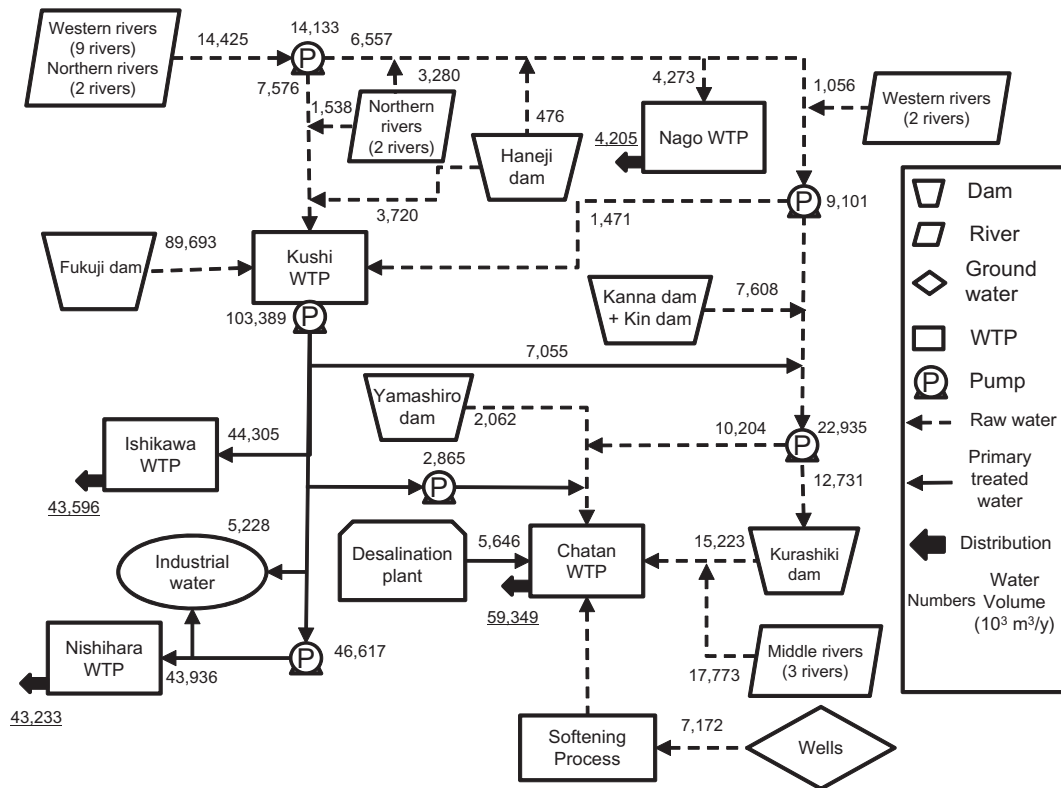 Western rivers
(9 rivers)
Northern rivers
(2 rivers)
14,425
14,133
P
6,557
7,576
3,280
1,538
Northern
rivers
(2 rivers)
476
Haneji
dam
3,720
4,273
4,205
Nago WTP
1,056
Western rivers
(2 rivers)
P
9,101
1,471
Fukuji dam
89,693
Kushi
WTP
103,389
P
Kanna dam
+ Kin dam
7,608
7,055
Yamashiro
dam
2,062
10,204
P
22,935
12,731
Ishikawa
WTP
44,305
43,596
2,865
P
5,228
Industrial
water
Desalination
plant
5,646
Chatan
WTP
59,349
15,223
Kurashiki
dam
Nishihara
WTP
43,936
43,233
P
46,617
17,773
Middle rivers
(3 rivers)
Softening
Process
7,172
Wells
Dam
River
Ground
water
WTP
P
Pump
Raw water
Primary
treated
water
Distribution
Numbers
Water
Volume
(10³ m³/y)